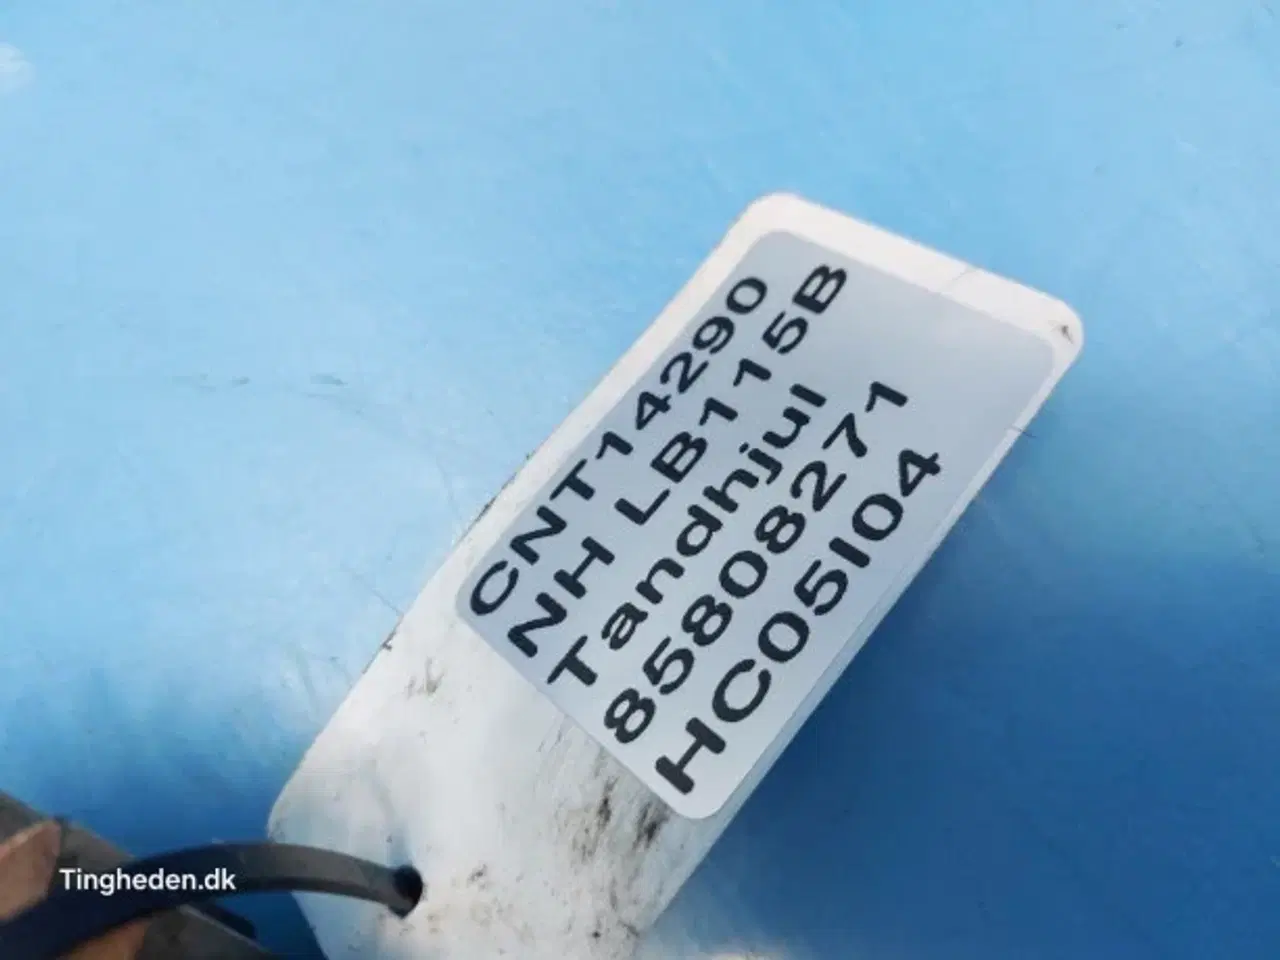 CNT14290
NH LB115B
Tandhjul
85808271
HC05I04
Tingheden.dk